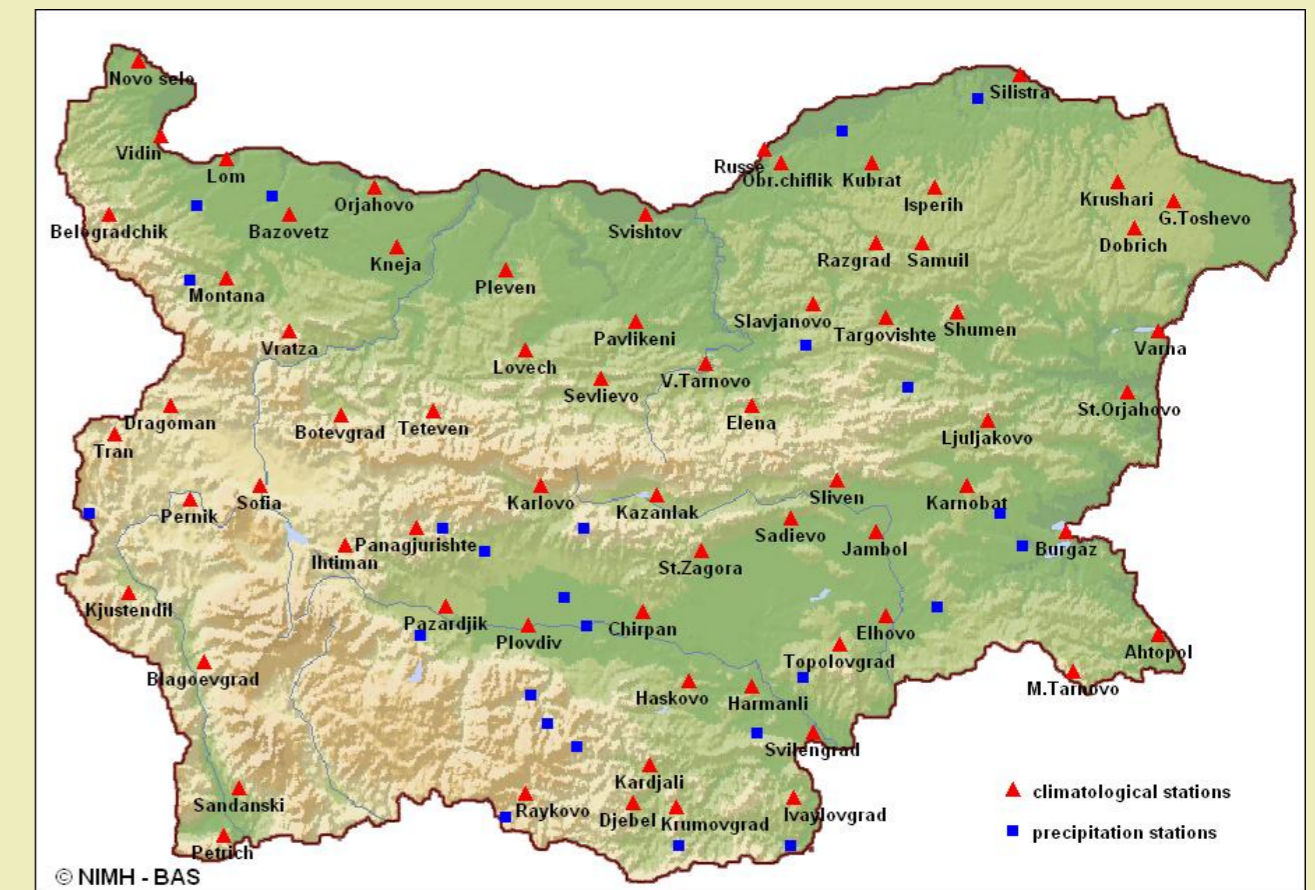 Novo selo
Silistra
Vidin
Lom
Russe
Obr.chiflik
Kubrat
Isperih
Krushari
G.Toshevo
Orjahovo
Belogradchik
Bazovetz
Svishtov
Dobrich
Kneja
Razgrad
Samuil
Pleven
Montana
Slavjanovo
Targovishte
Shumen
Pavlikeni
Vratza
Varna
Lovech
V.Tarnovo
Sevlievo
St.Orjahovo
Dragoman
Botevgrad
Teteven
Elena
Ljuljakovo
Tran
Sofia
Karlovo
Sliven
Karnobat
Pernik
Kazanlak
Sadievo
Panagjurishte
Jambol
Burgaz
Ihtiman
St.Zagora
Kjustendil
Pazardjik
Plovdiv
Chirpan
Elhovo
Topolovgrad
Ahtopol
Blagoevgrad
M.Tarnovo
Haskovo
Harmanli
Svilengrad
Kardjali
Sandanski
Raykovo
Djebel
Krumovgrad
Ivaylovgrad
climatological stations
precipitation stations
Petrich
© NIMH - BAS